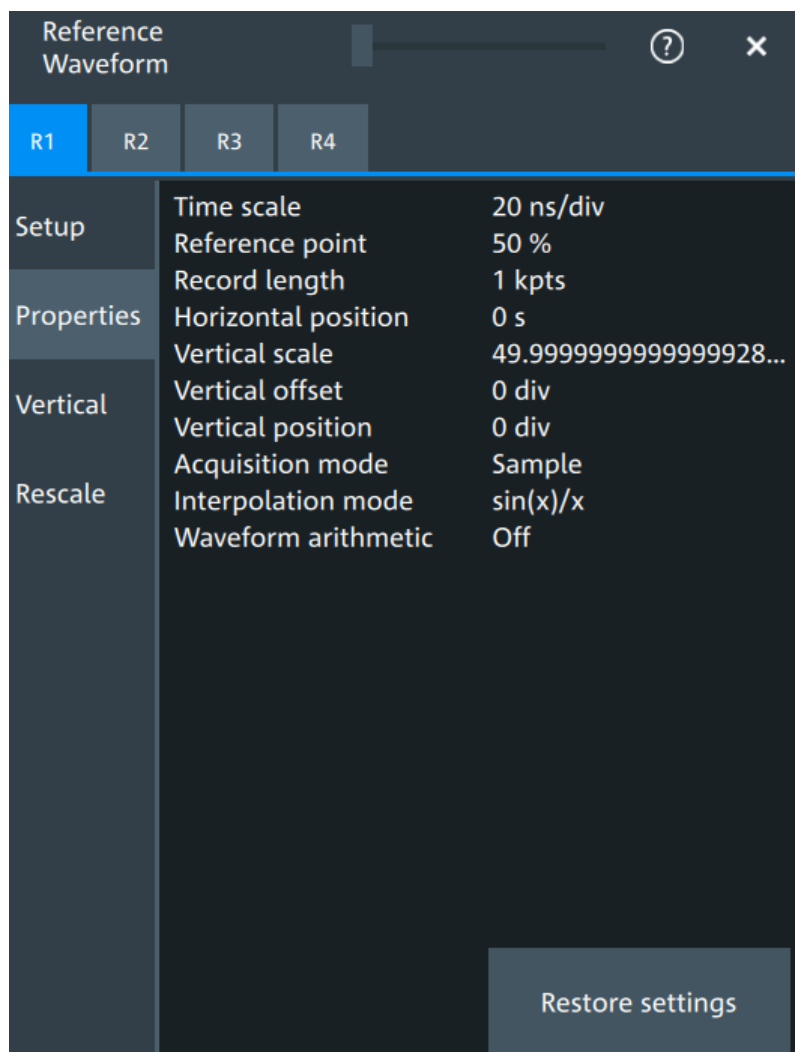 Reference
Waveform
?
×
R1 R2 R3 R4
Setup
Properties
Vertical
Rescale
Time scale 20 ns/div
Reference point 50 %
Record length 1 kpts
Horizontal position 0 s
Vertical scale 49.9999999999999928...
Vertical offset 0 div
Vertical position 0 div
Acquisition mode Sample
Interpolation mode sin(x)/x
Waveform arithmetic Off
Restore settings